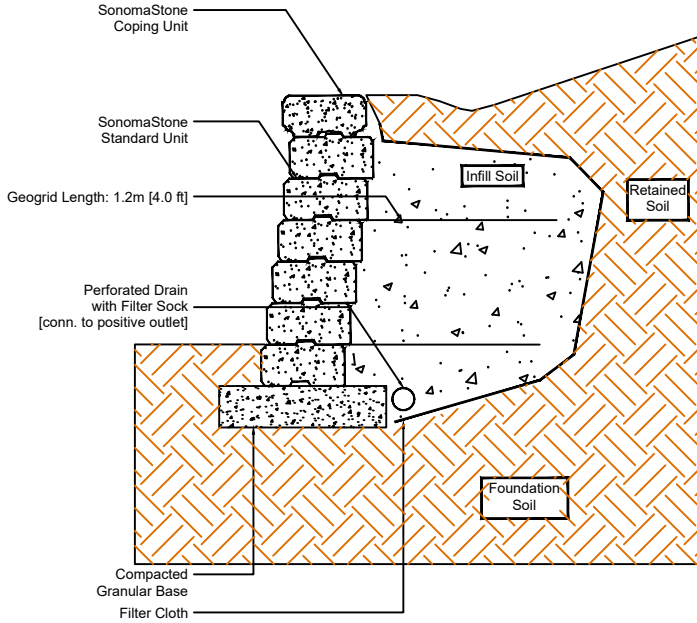 SonomaStone
Coping Unit
SonomaStone
Standard Unit
Infill Soil
Retained
Soil
Geogrid Length: 1.2m [4.0 ft]
Perforated Drain
with Filter Sock
[conn. to positive outlet]
Foundation
Soil
Compacted
Granular Base
Filter Cloth